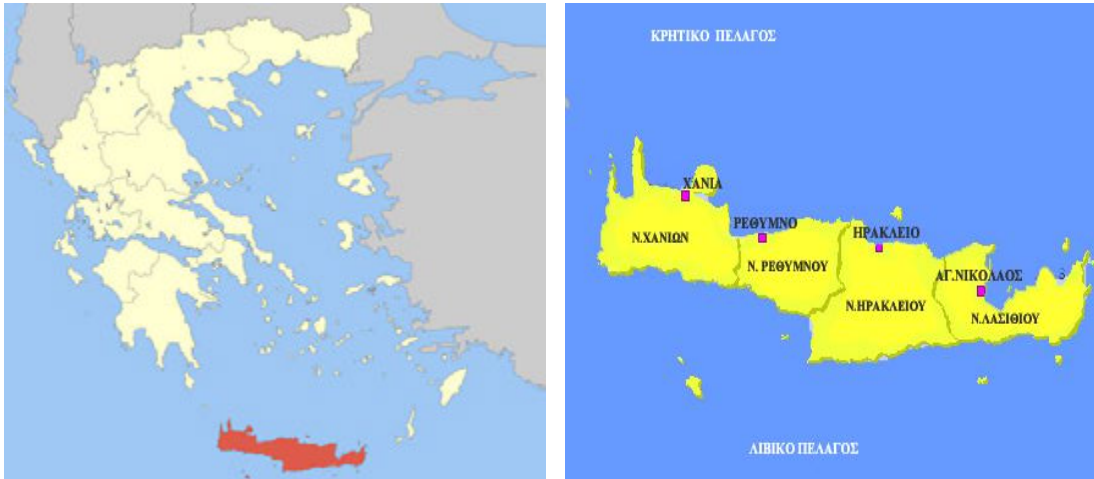 ΚΡΗΤΙΚΟ ΠΕΛΑΓΟΣ
ΧΑΝΙΑ
ΡΕΘΥΜΝΟ
ΗΡΑΚΛΕΙΟ
Ν.ΧΑΝΙΩΝ
Ν. ΡΕΘΥΜΝΟΥ
ΑΓ.ΝΙΚΟΛΑΟΣ
Ν.ΗΡΑΚΛΕΙΟΥ
Ν.ΛΑΣΙΘΙΟΥ
ΛΙΒΙΚΟ ΠΕΛΑΓΟΣ